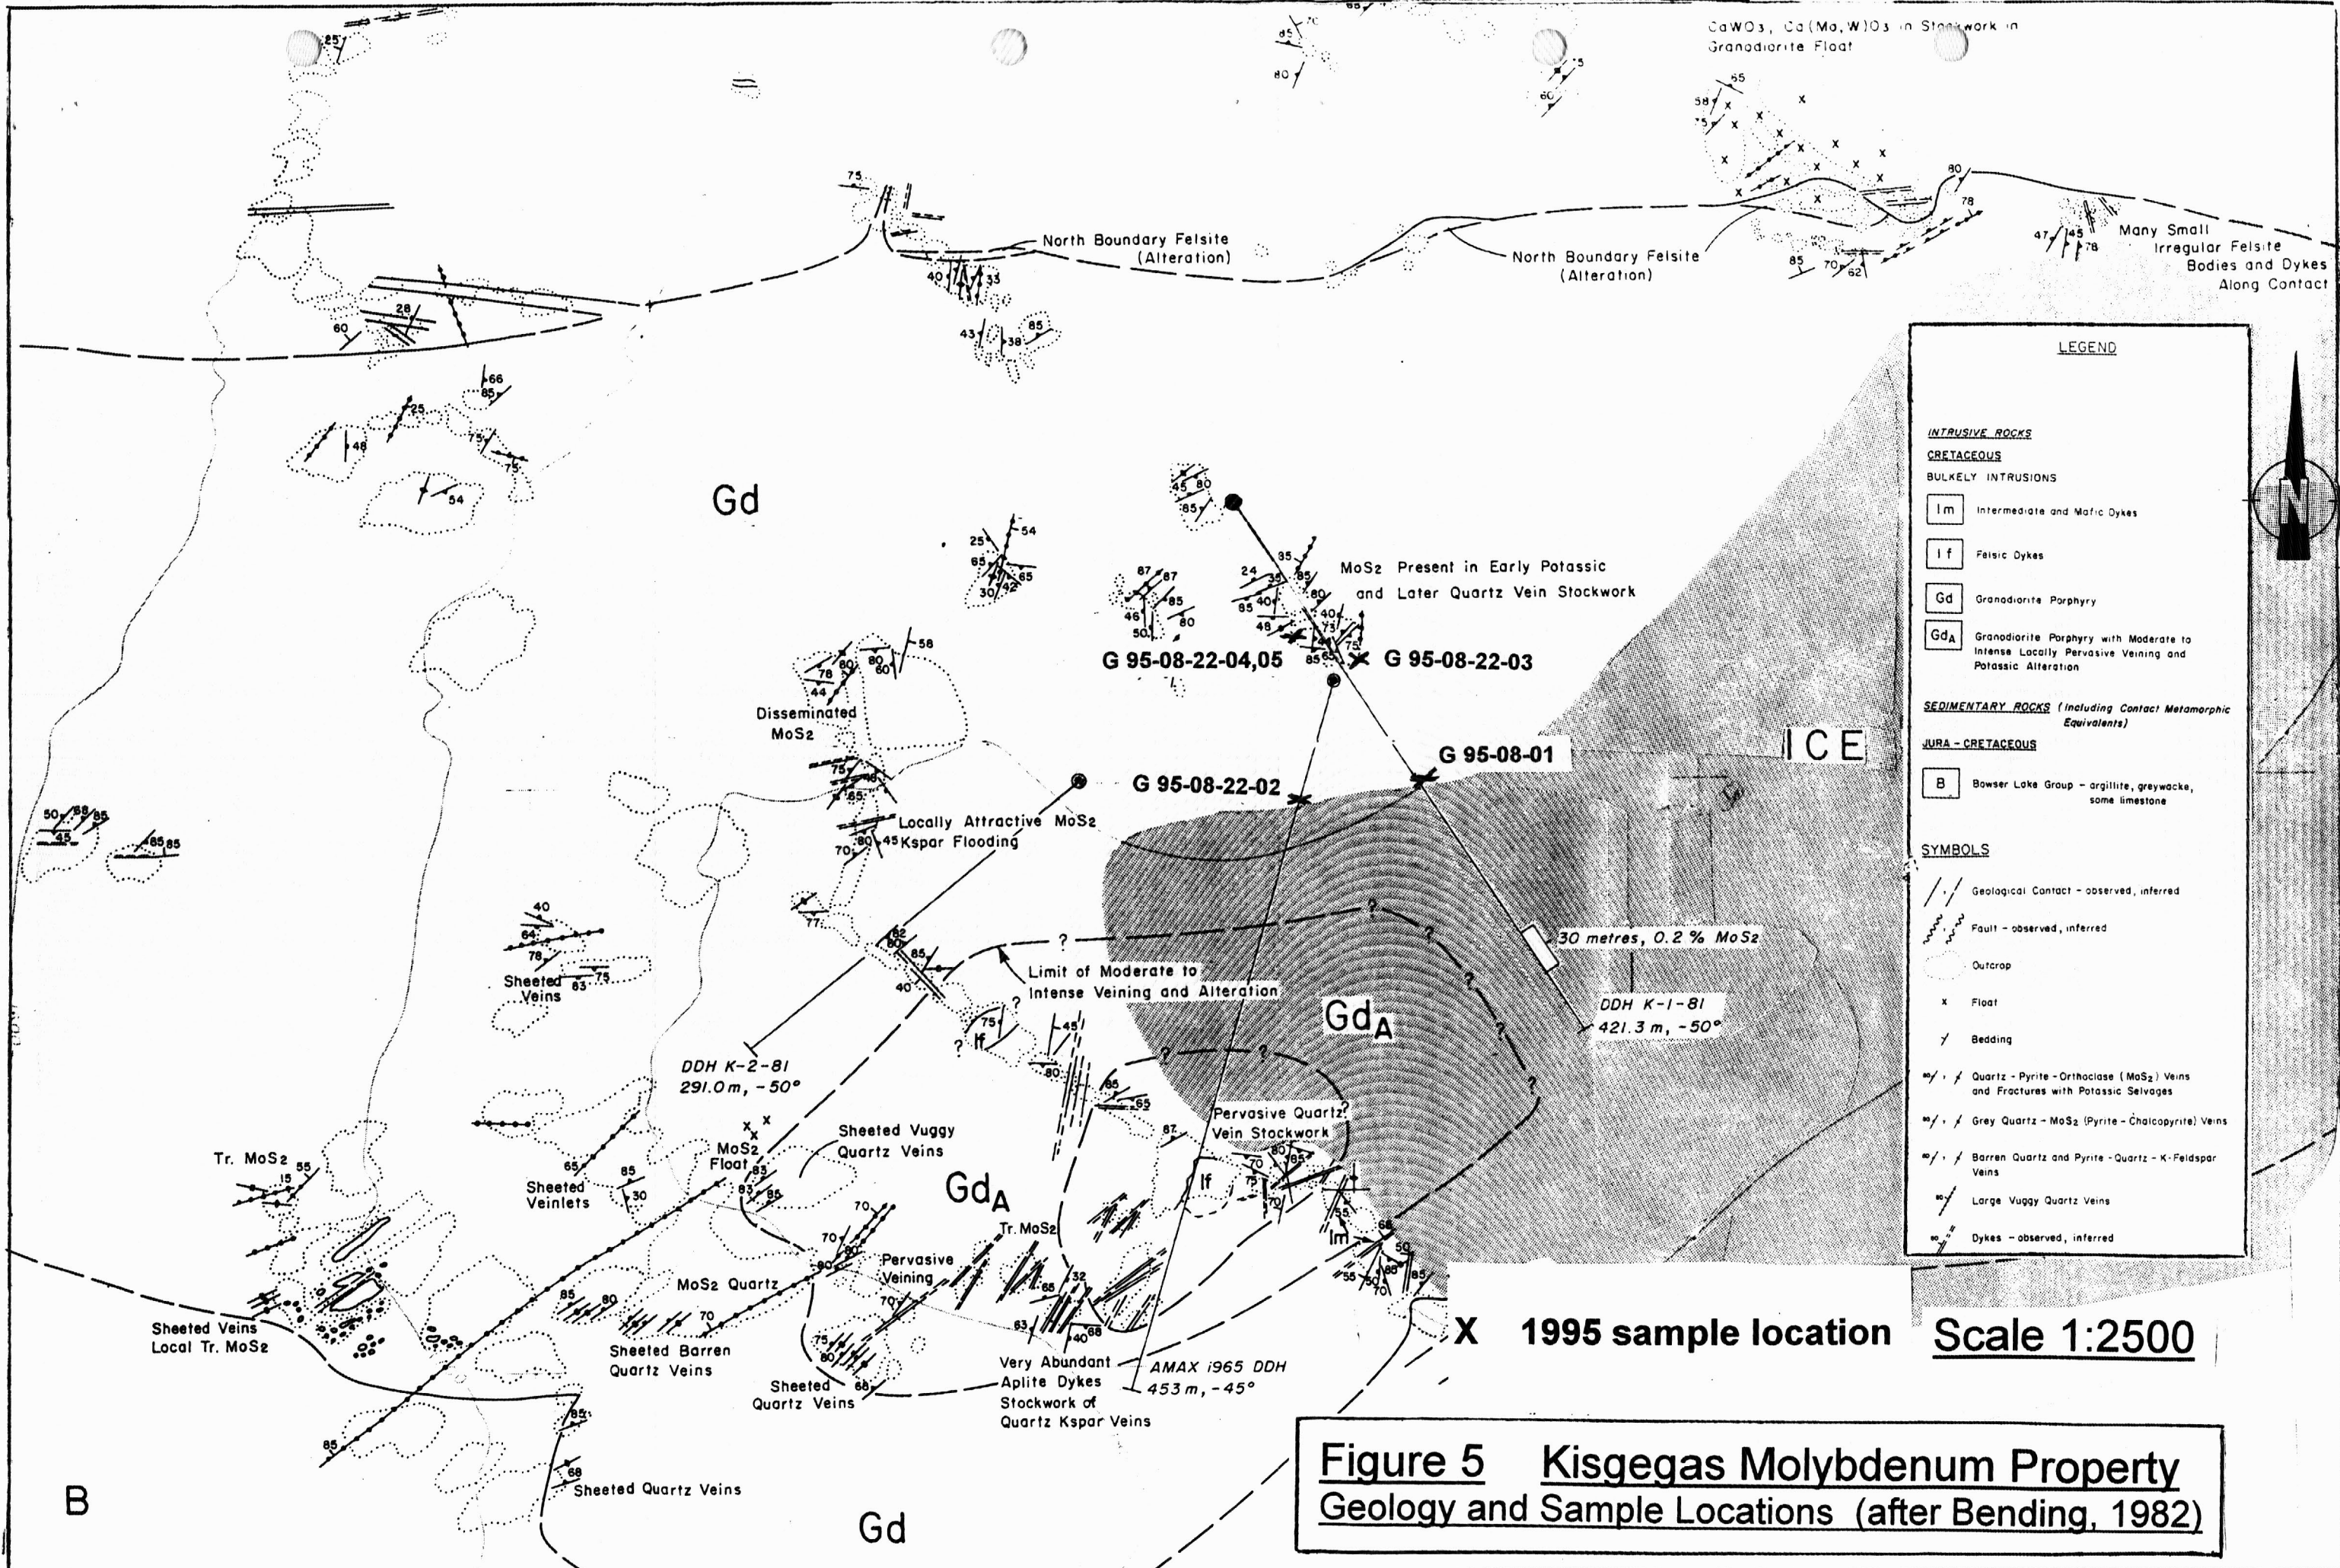 CaWO3, Ca(Mo,W)O3 in Stockwork in
Granodiorite Float
North Boundary Felsite
(Alteration)
North Boundary Felsite
(Alteration)
Many Small
Irregular Felsite
Bodies and Dykes
Along Contact
LEGEND
INTRUSIVE ROCKS
CRETACEOUS
BULKELY INTRUSIONS
Im Intermediate and Mafic Dykes
If Felsic Dykes
Gd Granodiorite Porphyry
GdA Granodiorite Porphyry with Moderate to
Intense Locally Pervasive Veining and
Potassic Alteration
SEDIMENTARY ROCKS (Including Contact Metamorphic
Equivalents)
JURA-CRETACEOUS
B Bowser Lake Group - argillite, greywacke,
some limestone
SYMBOLS
Geological Contact - observed, inferred
Fault - observed, inferred
Outcrop
x Float
Bedding
Quartz-Pyrite-Orthoclase (MoS2) Veins
and Fractures with Potassic Selvages
Grey Quartz-MoS2 (Pyrite-Chalcopyrite) Veins
Barren Quartz and Pyrite-Quartz-K-Feldspar
Veins
Large Vuggy Quartz Veins
Dykes - observed, inferred
N
Gd
MoS2 Present in Early Potassic
and Later Quartz Vein Stockwork
G 95-08-22-04,05
G 95-08-22-03
Disseminated
MoS2
ICE
G 95-08-01
G 95-08-22-02
Locally Attractive MoS2
Kspar Flooding
30 metres, 0.2 % MoS2
Sheeted
Veins
Limit of Moderate to
Intense Veining and Alteration
GdA
DDH K-1-81
421.3 m, -50°
If
DDH K-2-81
291.0 m, -50°
Pervasive Quartz
Vein Stockwork
MoS2
Float
Sheeted Vuggy
Quartz Veins
Tr. MoS2
Sheeted
Veinlets
GdA
If
Tr. MoS2
Im
Pervasive
Veining
MoS2 Quartz
Sheeted Veins
Local Tr. MoS2
Sheeted Barren
Quartz Veins
X 1995 sample location
Scale 1:2500
Sheeted
Quartz Veins
Very Abundant
Aplite Dykes
Stockwork of
Quartz Kspar Veins
AMAX 1965 DDH
453 m, -45°
Sheeted Quartz Veins
B
Gd
Figure 5 Kisgegas Molybdenum Property
Geology and Sample Locations (after Bending, 1982)